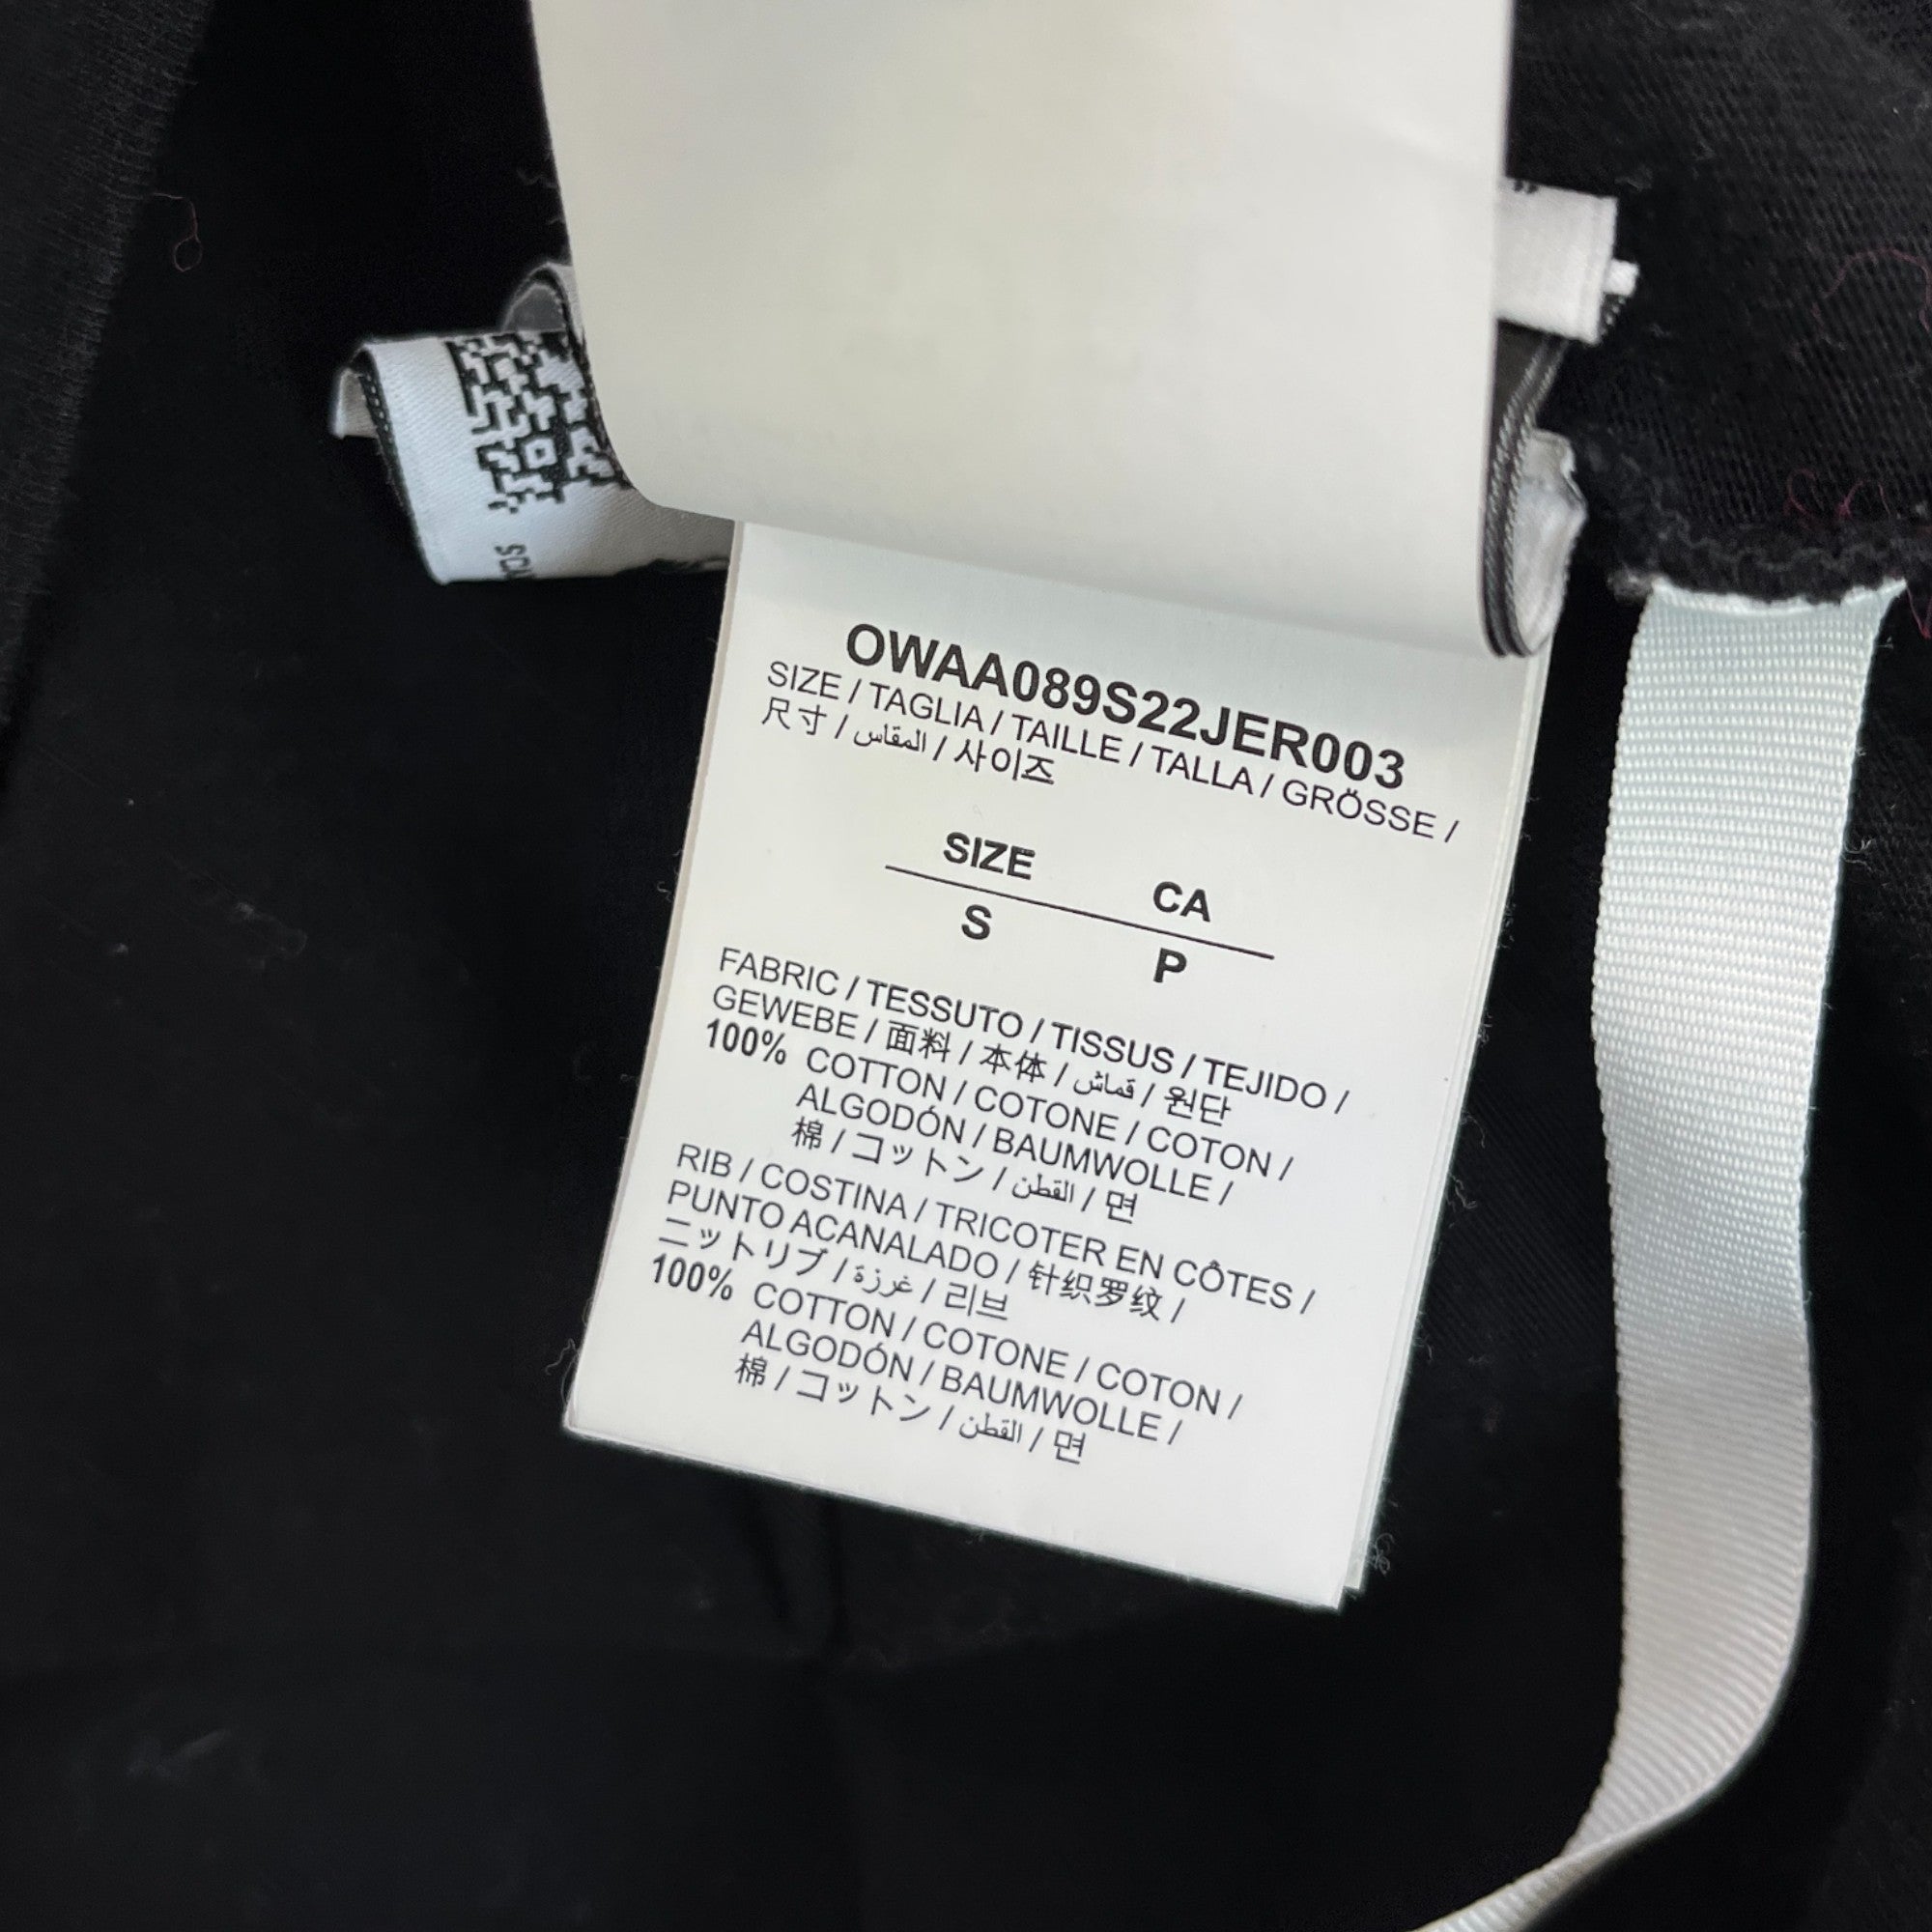 OWAA089S22JER003
SIZE / TAGLIA / TAILLE / TALLA / GRÖSSE /
尺寸 / المقاس / 사이즈
SIZE CA
S P
FABRIC / TESSUTO / TISSUS / TEJIDO /
GEWEBE / 面料 / 本体 / قماش / 원단
100% COTTON / COTONE / COTON /
ALGODÓN / BAUMWOLLE /
棉 / コットン / القطن / 면
RIB / COSTINA / TRICOTER EN CÔTES /
PUNTO ACANALADO / 针织罗纹 /
ニットリブ / غرزة / 리브
100% COTTON / COTONE / COTON /
ALGODÓN / BAUMWOLLE /
棉 / コットン / القطن / 면